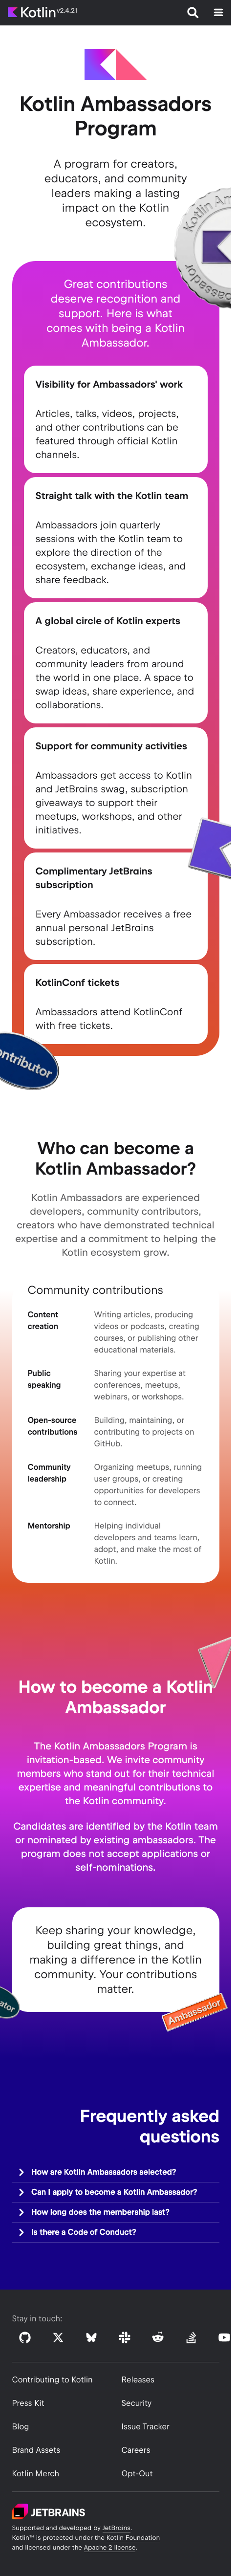 Kotlin v2.4.21
Kotlin Ambassadors
Program
A program for creators,
educators, and community
leaders making a lasting
impact on the Kotlin
ecosystem.
Great contributions
deserve recognition and
support. Here is what
comes with being a Kotlin
Ambassador.
Visibility for Ambassadors' work
Articles, talks, videos, projects,
and other contributions can be
featured through official Kotlin
channels.
Straight talk with the Kotlin team
Ambassadors join quarterly
sessions with the Kotlin team to
explore the direction of the
ecosystem, exchange ideas, and
share feedback.
A global circle of Kotlin experts
Creators, educators, and
community leaders from around
the world in one place. A space to
swap ideas, share experience, and
collaborations.
Support for community activities
Ambassadors get access to Kotlin
and JetBrains swag, subscription
giveaways to support their
meetups, workshops, and other
initiatives.
Complimentary JetBrains
subscription
Every Ambassador receives a free
annual personal JetBrains
subscription.
KotlinConf tickets
Ambassadors attend KotlinConf
with free tickets.
ontributor
Who can become a
Kotlin Ambassador?
Kotlin Ambassadors are experienced
developers, community contributors,
creators who have demonstrated technical
expertise and a commitment to helping the
Kotlin ecosystem grow.
Community contributions
Content
creation
Writing articles, producing
videos or podcasts, creating
courses, or publishing other
educational materials.
Public
speaking
Sharing your expertise at
conferences, meetups,
webinars, or workshops.
Open-source
contributions
Building, maintaining, or
contributing to projects on
GitHub.
Community
leadership
Organizing meetups, running
user groups, or creating
opportunities for developers
to connect.
Mentorship
Helping individual
developers and teams learn,
adopt, and make the most of
Kotlin.
How to become a Kotlin
Ambassador
The Kotlin Ambassadors Program is
invitation-based. We invite community
members who stand out for their technical
expertise and meaningful contributions to
the Kotlin community.
Candidates are identified by the Kotlin team
or nominated by existing ambassadors. The
program does not accept applications or
self-nominations.
Keep sharing your knowledge,
building great things, and
making a difference in the Kotlin
community. Your contributions
matter.
ator
Ambassador
Frequently asked
questions
How are Kotlin Ambassadors selected?
Can I apply to become a Kotlin Ambassador?
How long does the membership last?
Is there a Code of Conduct?
Stay in touch:
Contributing to Kotlin
Releases
Press Kit
Security
Blog
Issue Tracker
Brand Assets
Careers
Kotlin Merch
Opt-Out
JETBRAINS
Supported and developed by JetBrains.
Kotlin™ is protected under the Kotlin Foundation
and licensed under the Apache 2 license.